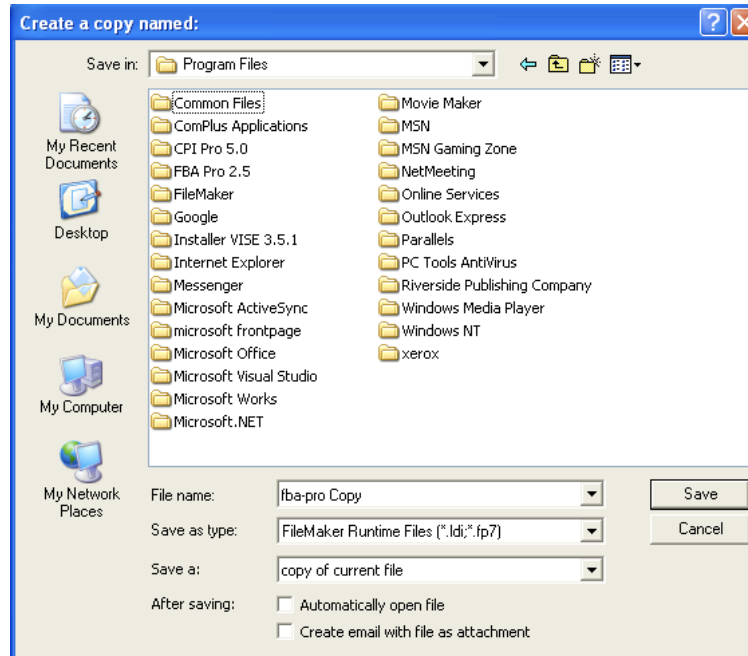 Create a copy named:
Save in: Program Files
My Recent Documents
Desktop
My Documents
My Computer
My Network Places
Common Files
ComPlus Applications
CPI Pro 5.0
FBA Pro 2.5
FileMaker
Google
Installer VISE 3.5.1
Internet Explorer
Messenger
Microsoft ActiveSync
microsoft frontpage
Microsoft Office
Microsoft Visual Studio
Microsoft Works
Microsoft.NET
Movie Maker
MSN
MSN Gaming Zone
NetMeeting
Online Services
Outlook Express
Parallels
PC Tools AntiVirus
Riverside Publishing Company
Windows Media Player
Windows NT
xerox
File name: fba-pro Copy Save
Save as type: FileMaker Runtime Files (*.ldi;*.fp7) Cancel
Save a: copy of current file
After saving: Automatically open file
Create email with file as attachment